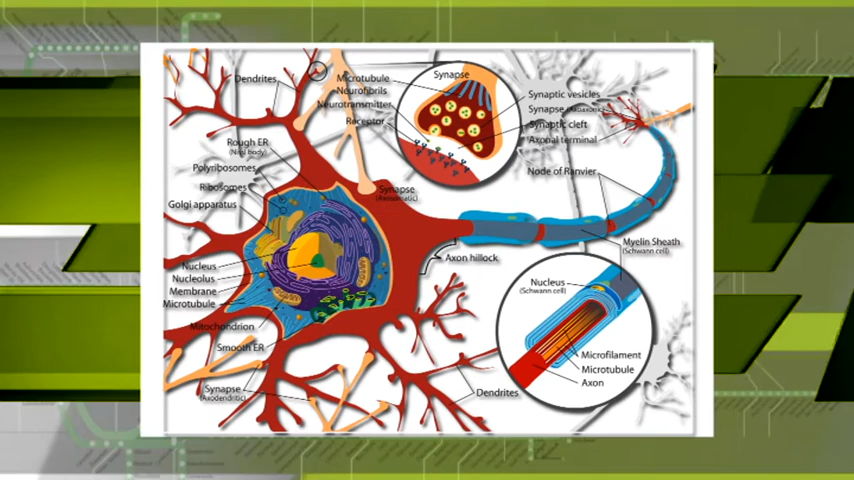 Dendrites
Microtubule
Neurofibrils
Neurotransmitter
Receptor
Synapse
Synaptic vesicles
Synapse (Axoaxonic)
Synaptic cleft
Axonal terminal
Node of Ranvier
Rough ER
(Nissl body)
Polyribosomes
Ribosomes
Golgi apparatus
Synapse
(Axosomatic)
Myelin Sheath
(Schwann cell)
Axon hillock
Nucleus
Nucleolus
Membrane
Microtubule
Mitochondrion
Smooth ER
Nucleus
(Schwann cell)
Microfilament
Microtubule
Axon
Synapse
(Axodendritic)
Dendrites